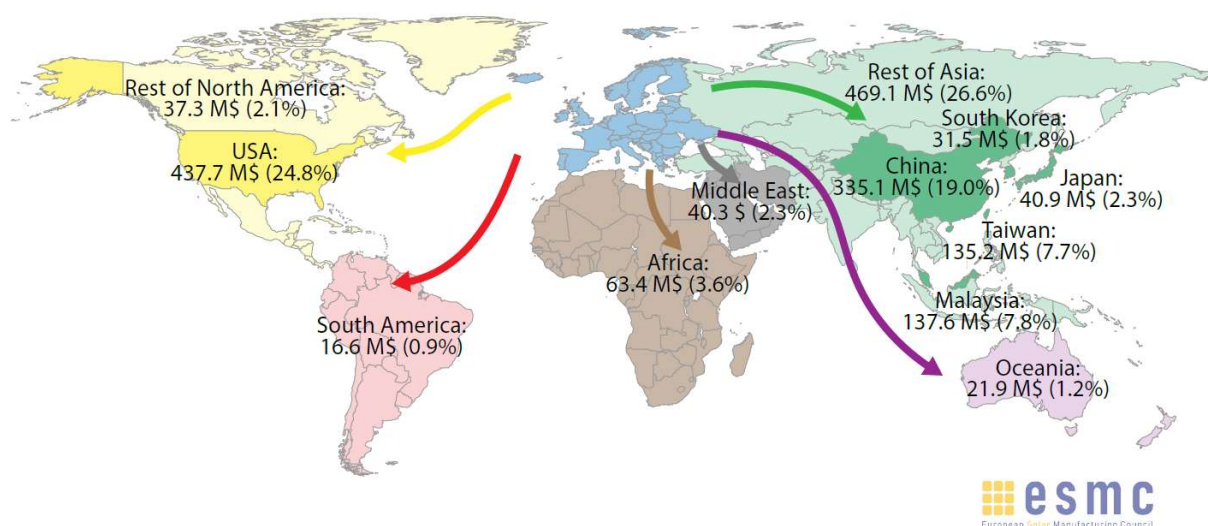 Rest of North America:
37.3 M$ (2.1%)
USA:
437.7 M$ (24.8%)
South America:
16.6 M$ (0.9%)
Africa:
63.4 M$ (3.6%)
Middle East:
40.3 $ (2.3%)
Rest of Asia:
469.1 M$ (26.6%)
South Korea:
31.5 M$ (1.8%)
China:
335.1 M$ (19.0%)
Japan:
40.9 M$ (2.3%)
Taiwan:
135.2 M$ (7.7%)
Malaysia:
137.6 M$ (7.8%)
Oceania:
21.9 M$ (1.2%)
esmc
European Solar Manufacturing Council